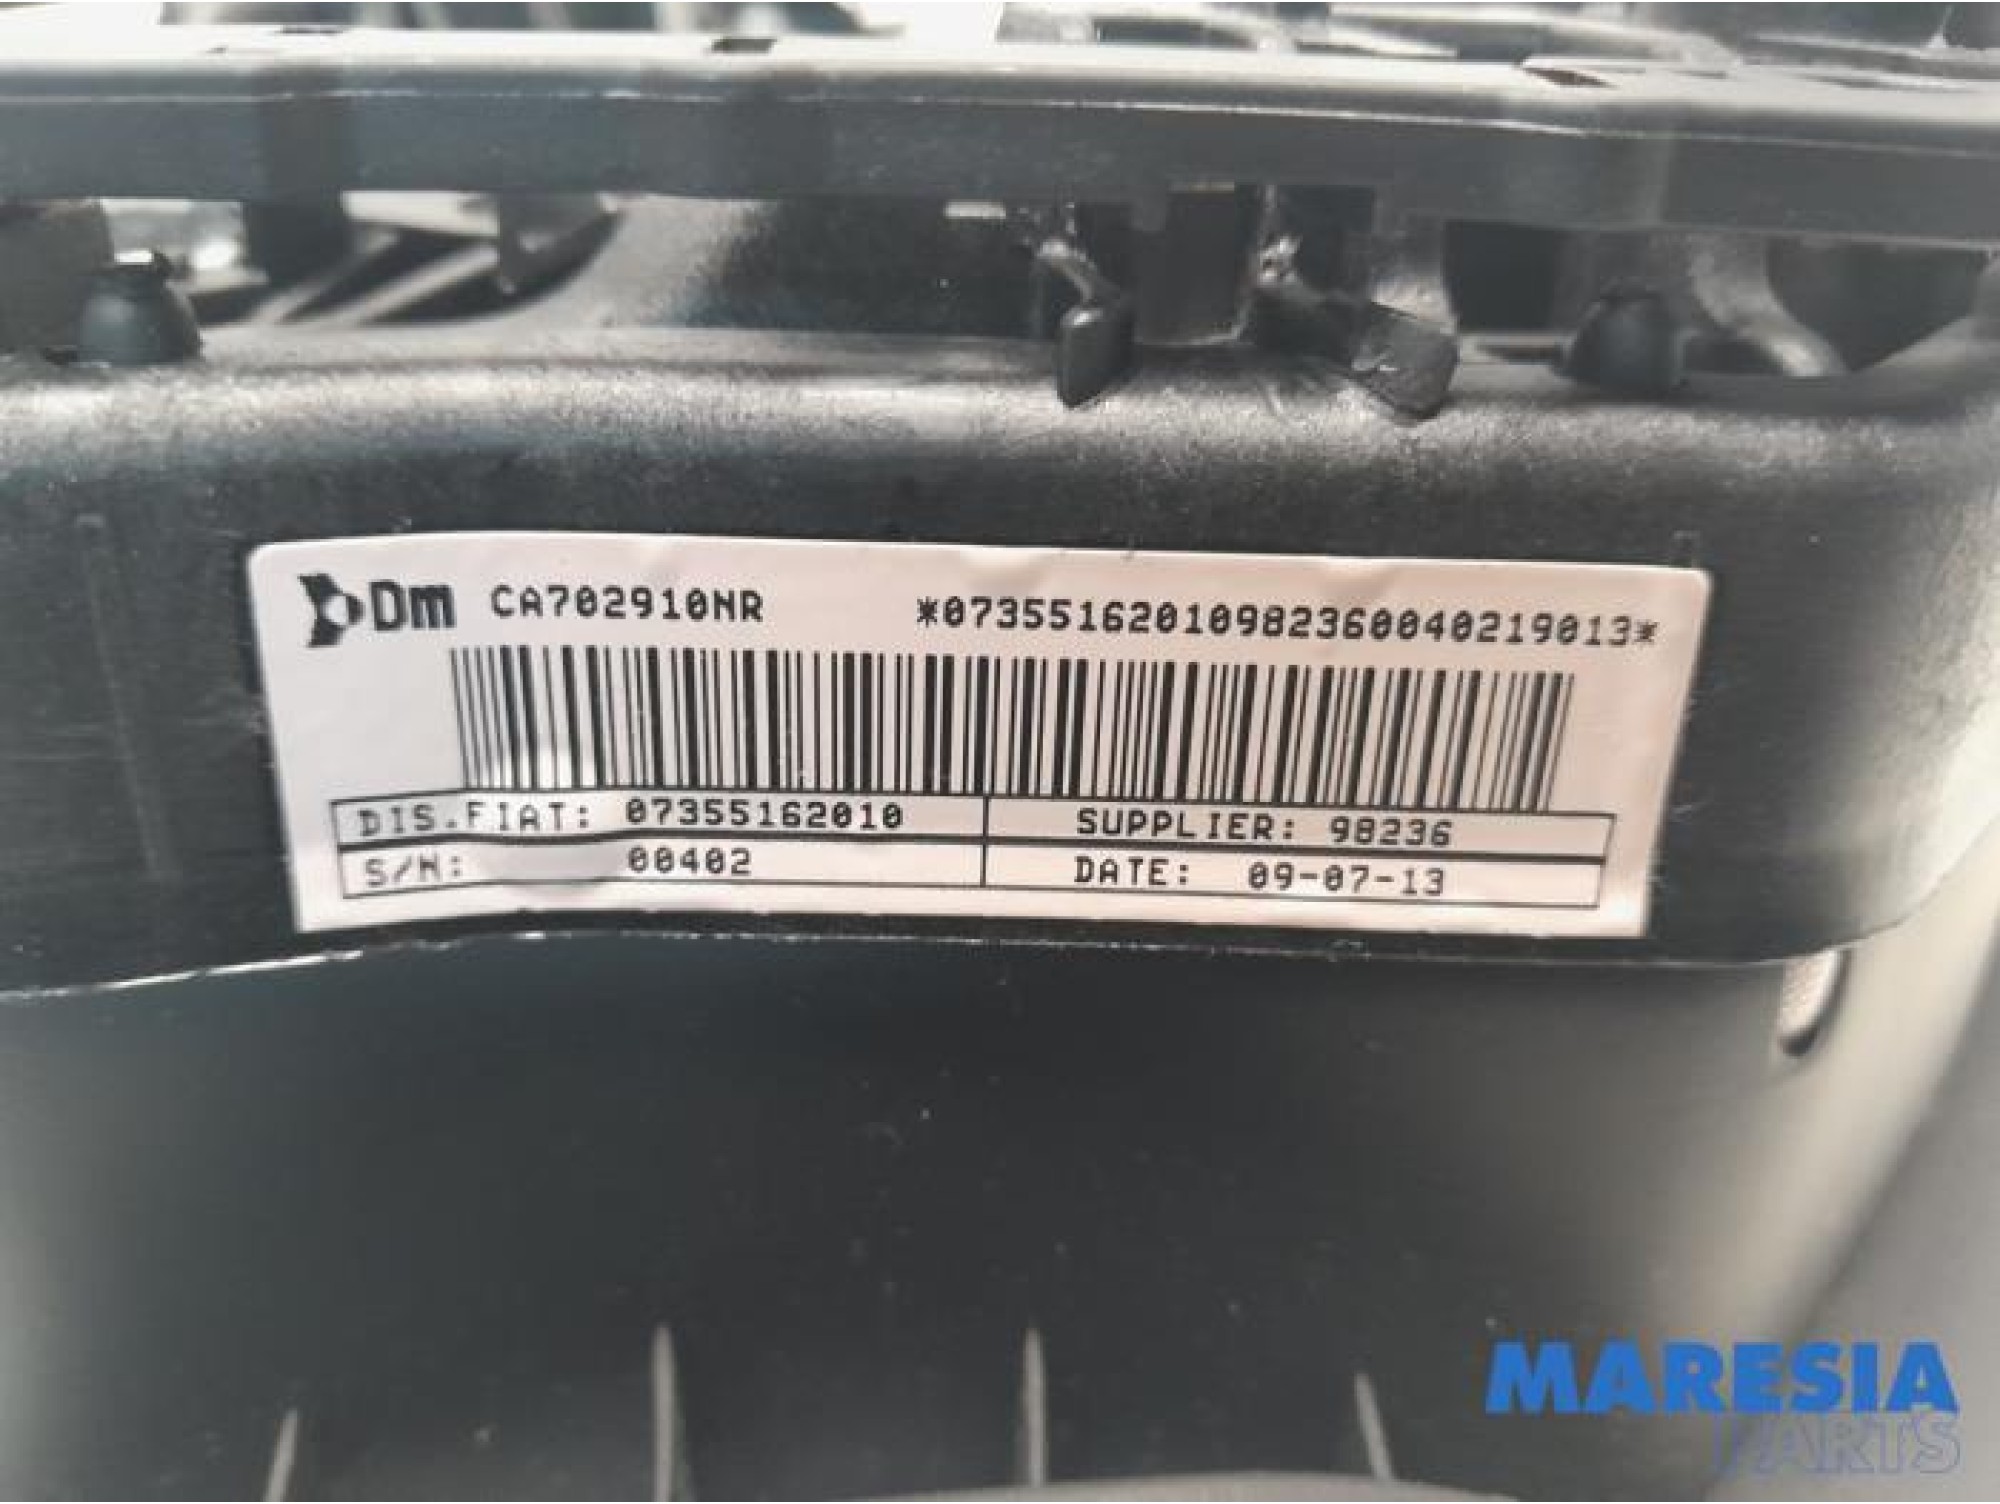 Dm CA702910NR *07355162010982360040219013*
DIS.FIAT: 07355162010 SUPPLIER: 98236
S/N: 00402 DATE: 09-07-13
MARESIA
PARTS